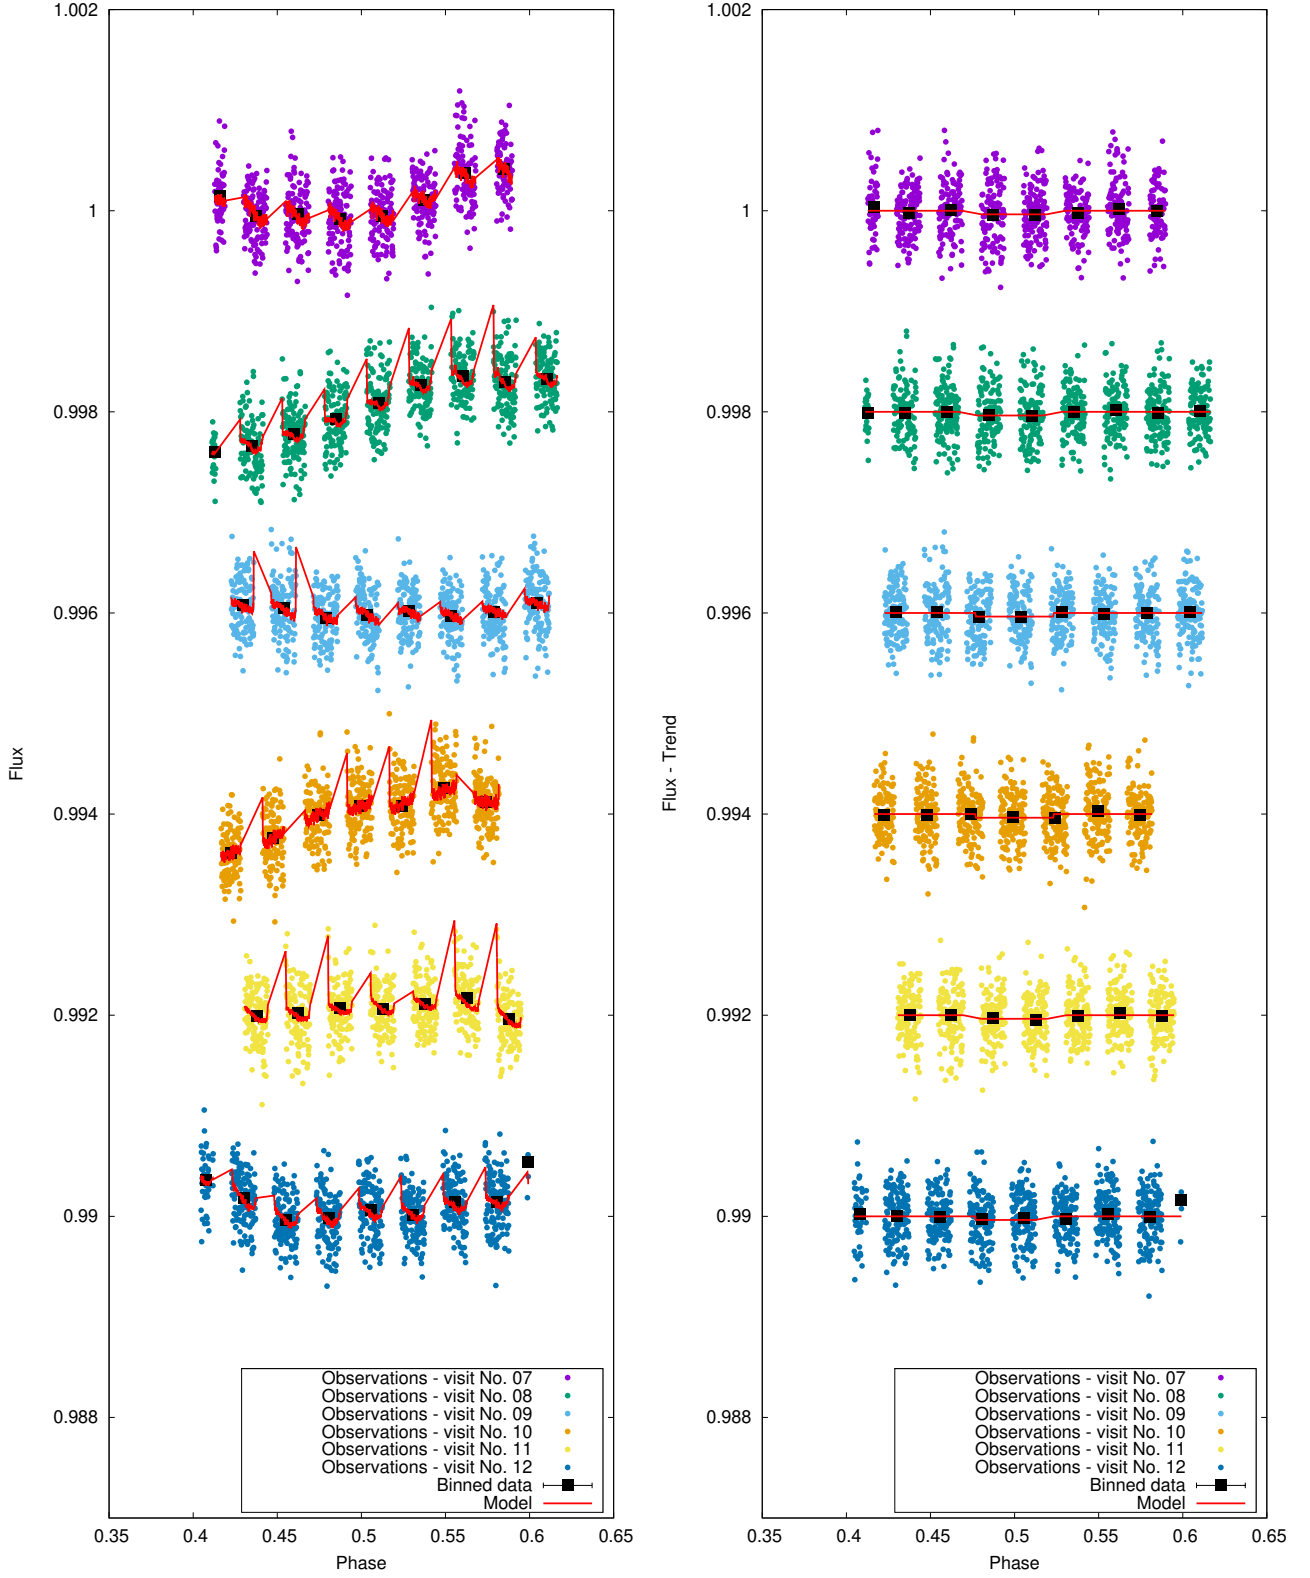 1.002
1
0.998
0.996
0.994
0.992
0.99
0.988
Flux
Observations - visit No. 07
Observations - visit No. 08
Observations - visit No. 09
Observations - visit No. 10
Observations - visit No. 11
Observations - visit No. 12
Binned data
Model
0.35 0.4 0.45 0.5 0.55 0.6 0.65
Phase
1.002
1
0.998
0.996
0.994
0.992
0.99
0.988
Flux - Trend
Observations - visit No. 07
Observations - visit No. 08
Observations - visit No. 09
Observations - visit No. 10
Observations - visit No. 11
Observations - visit No. 12
Binned data
Model
0.35 0.4 0.45 0.5 0.55 0.6 0.65
Phase